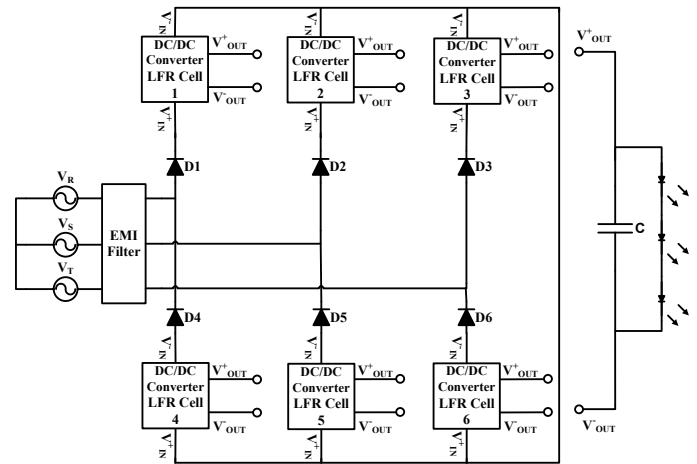 V-IN
V-IN
V-IN
DC/DC
Converter
LFR Cell
1
V+OUT
V-OUT
DC/DC
Converter
LFR Cell
2
V+OUT
V-OUT
DC/DC
Converter
LFR Cell
3
V+OUT
V-OUT
V+IN
V+IN
V+IN
V+OUT
D1
D2
D3
VR
VS
VT
EMI
Filter
C
D4
D5
D6
V-IN
V-IN
V-IN
DC/DC
Converter
LFR Cell
4
V+OUT
V-OUT
DC/DC
Converter
LFR Cell
5
V+OUT
V-OUT
DC/DC
Converter
LFR Cell
6
V+OUT
V-OUT
V+IN
V+IN
V+IN
V-OUT